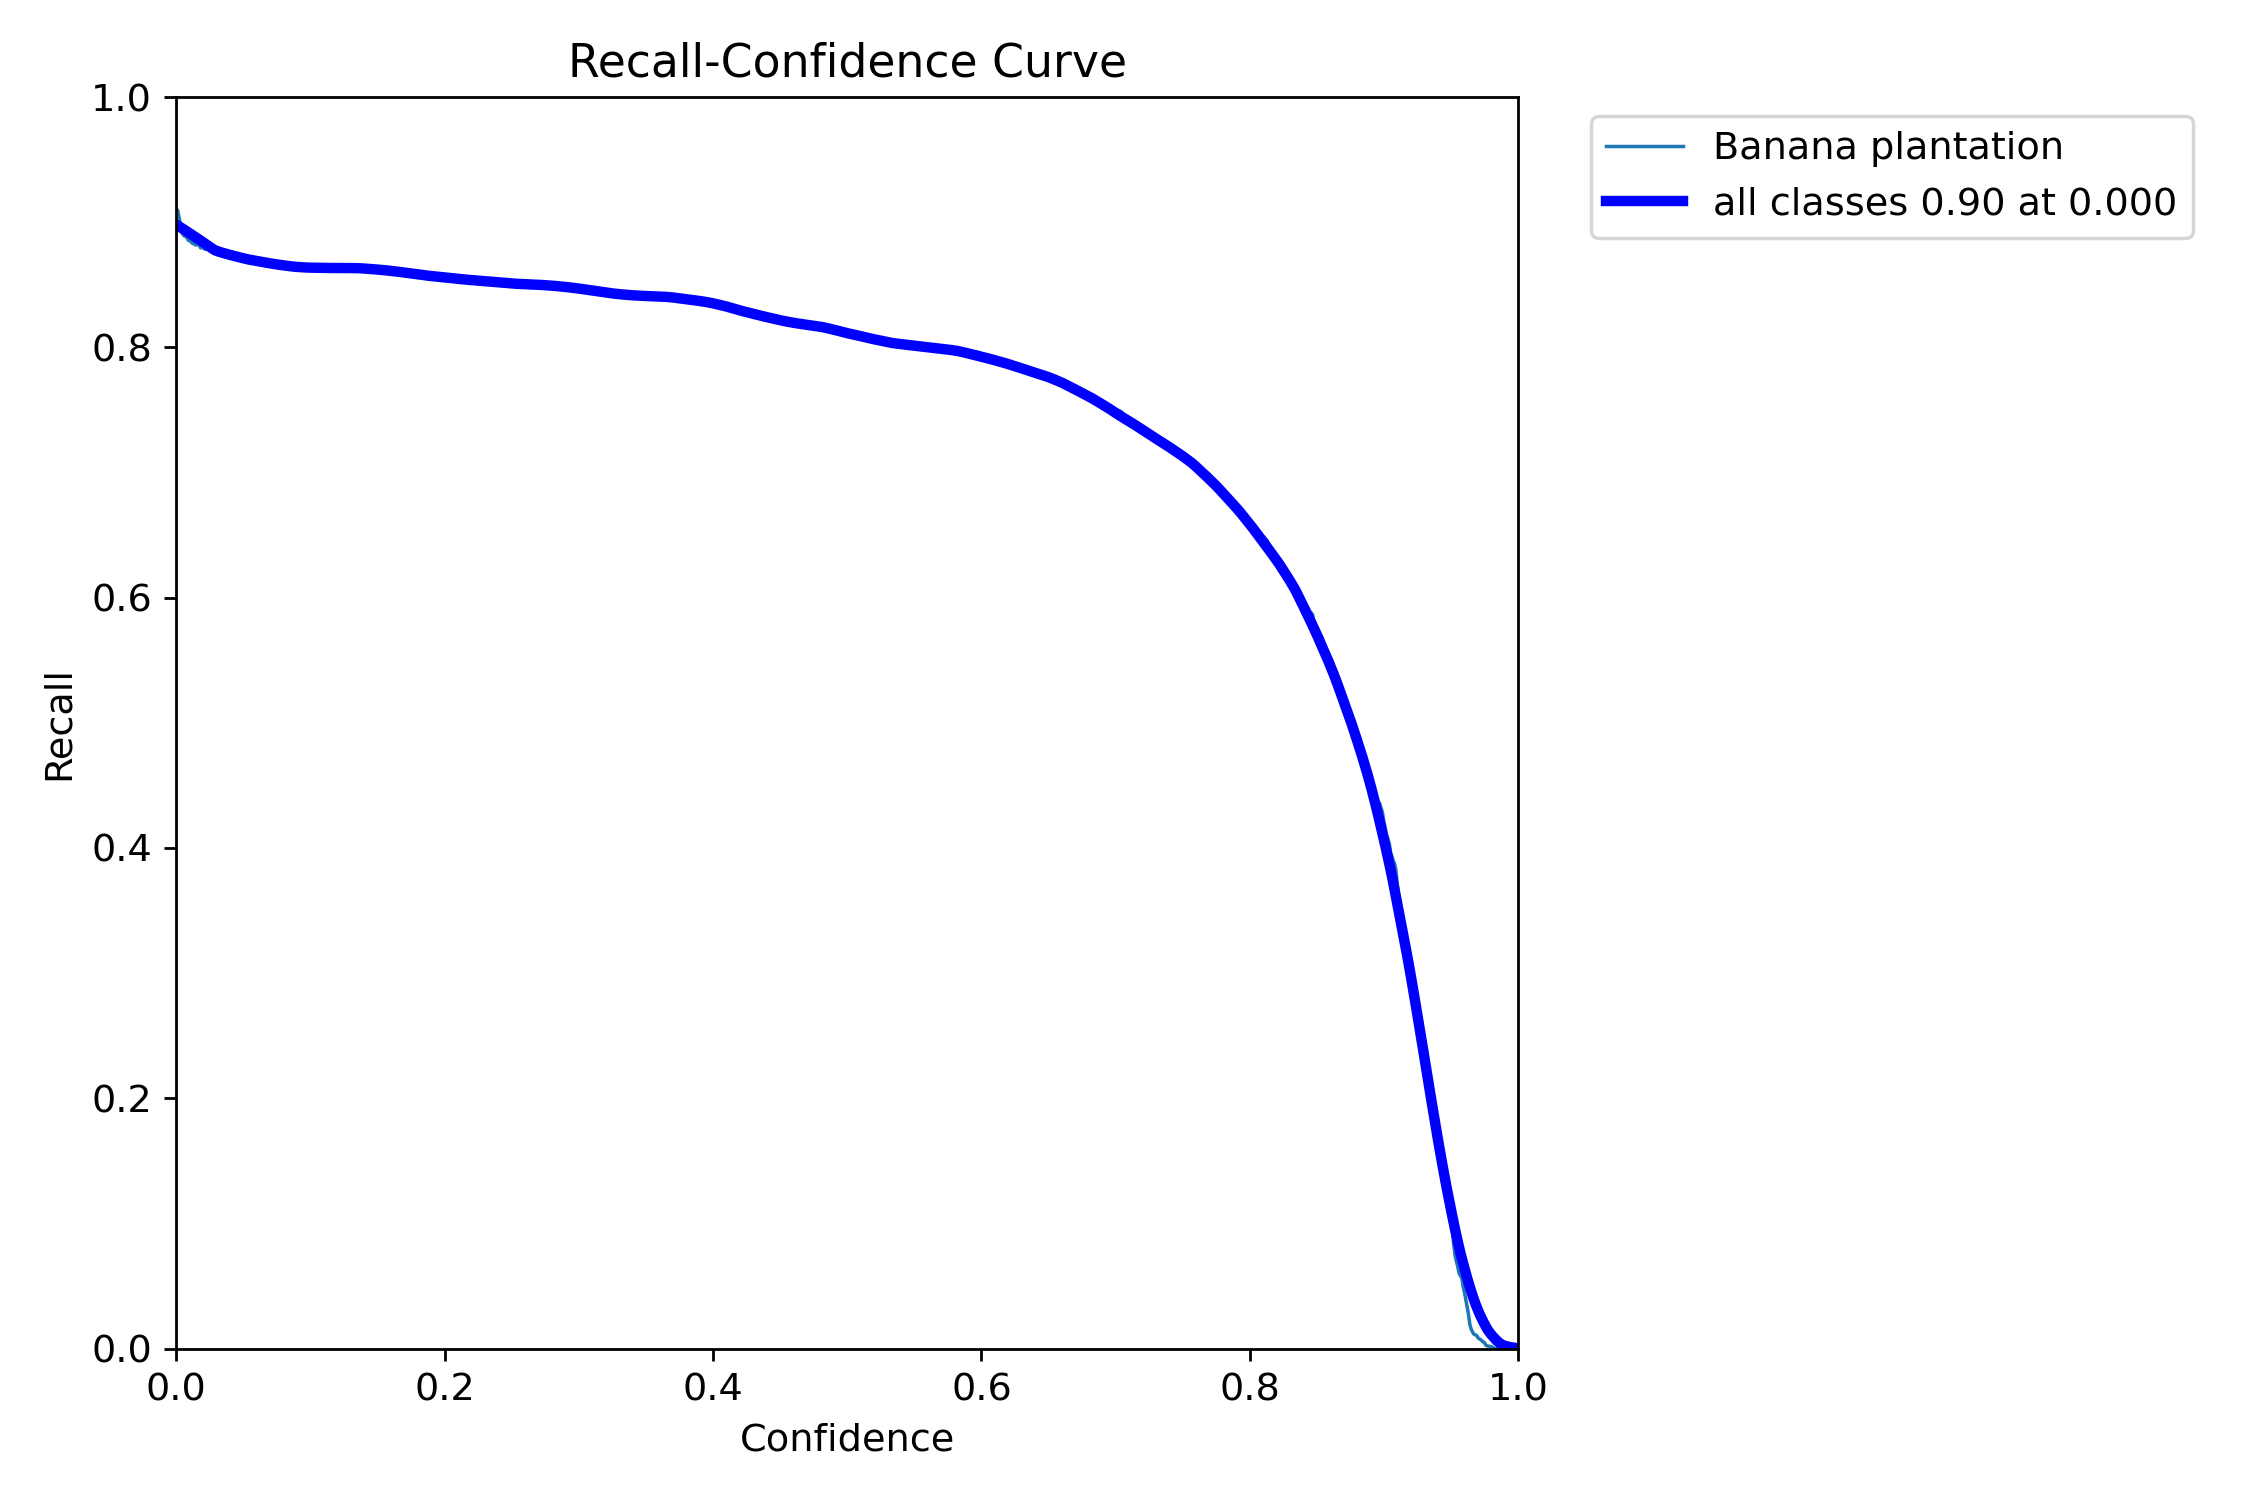 Recall-Confidence Curve
1.0
0.8
0.6
0.4
0.2
0.0
Recall
0.0 0.2 0.4 0.6 0.8 1.0
Confidence
Banana plantation
all classes 0.90 at 0.000